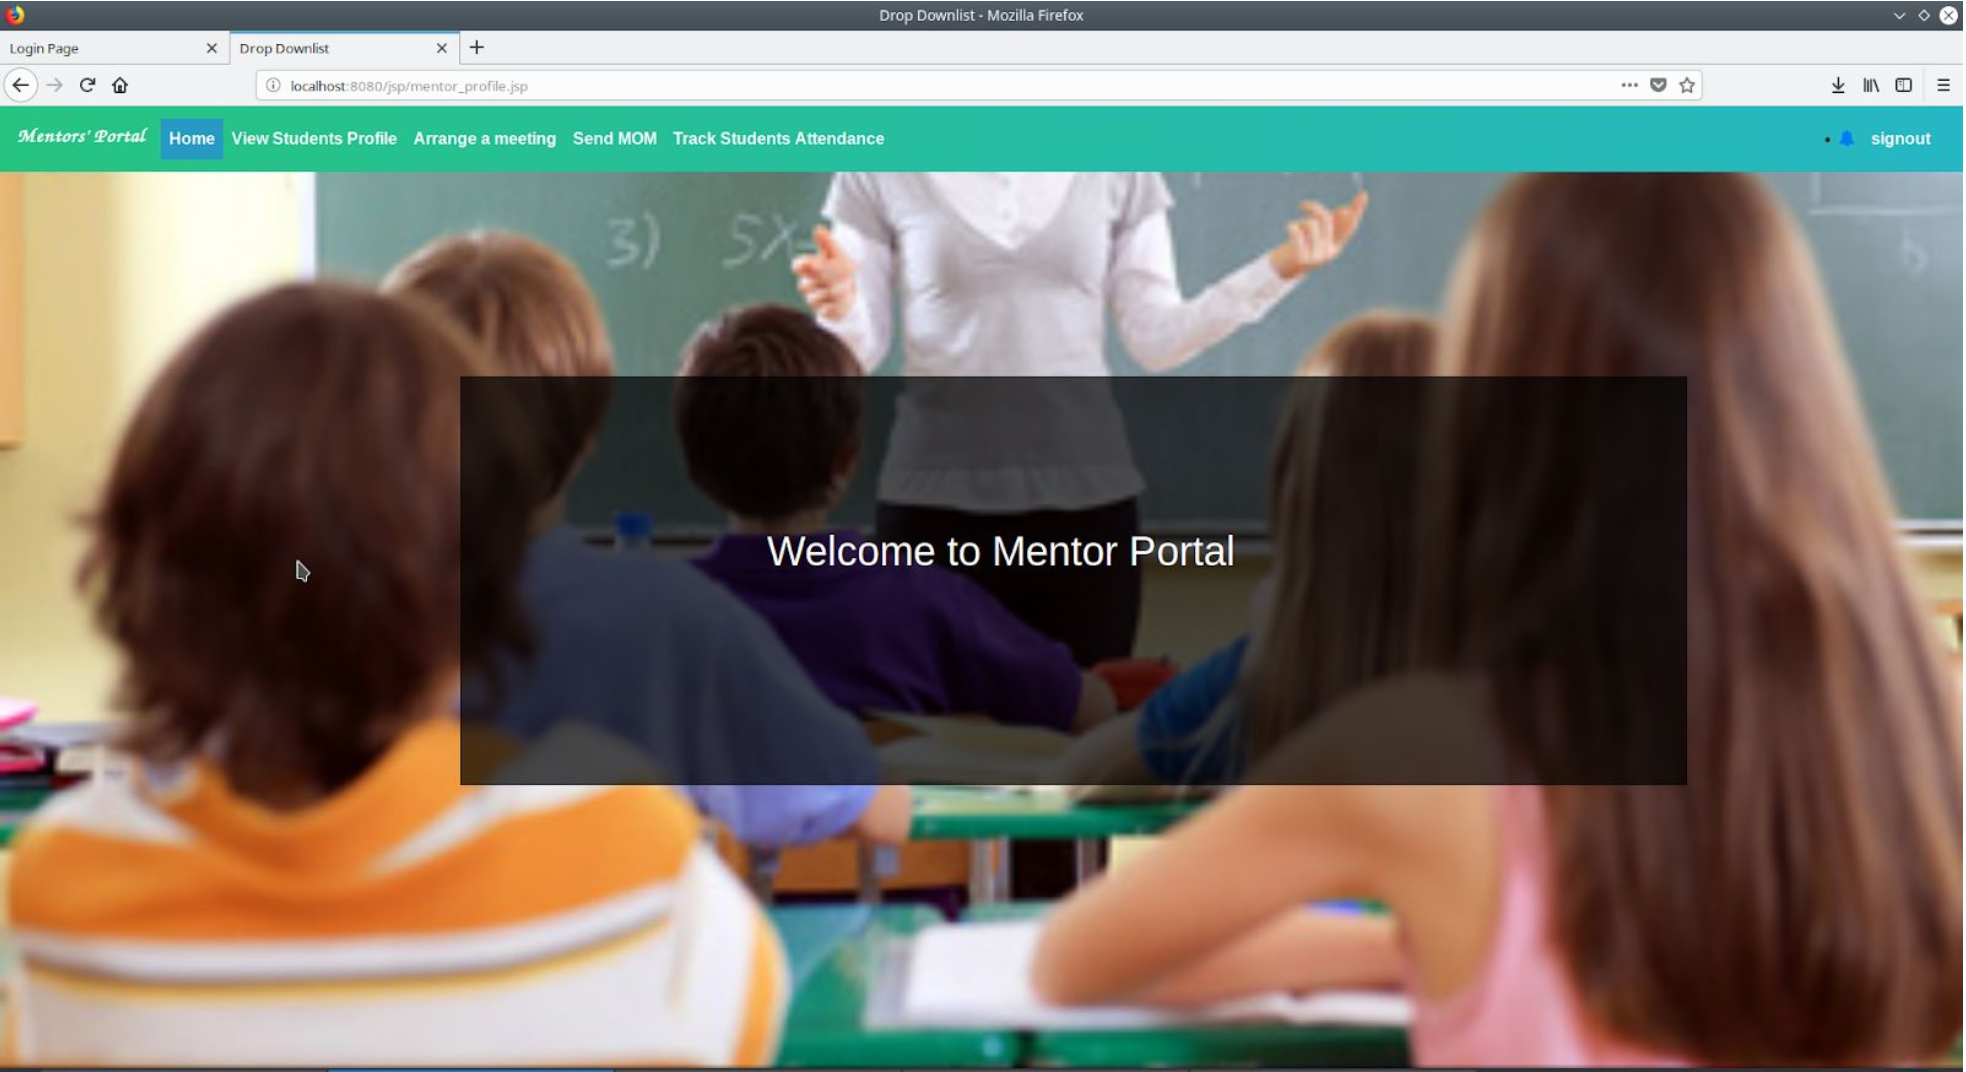 Drop Downlist - Mozilla Firefox
Login Page
Drop Downlist
localhost:8080/jsp/mentor_profile.jsp
Mentors' Portal Home View Students Profile Arrange a meeting Send MOM Track Students Attendance signout
3) 5x
b
Welcome to Mentor Portal